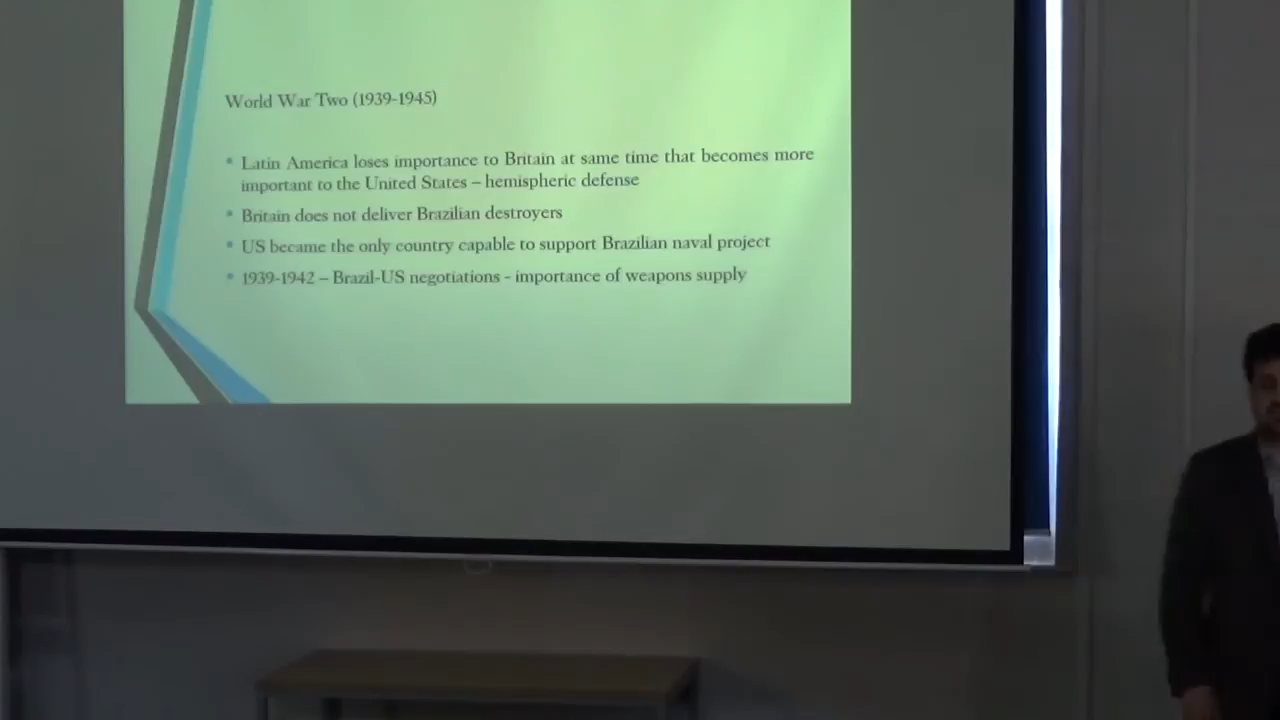 World War Two (1939-1945)
• Latin America loses importance to Britain at same time that becomes more
important to the United States – hemispheric defense
• Britain does not deliver Brazilian destroyers
• US became the only country capable to support Brazilian naval project
• 1939-1942 – Brazil-US negotiations - importance of weapons supply